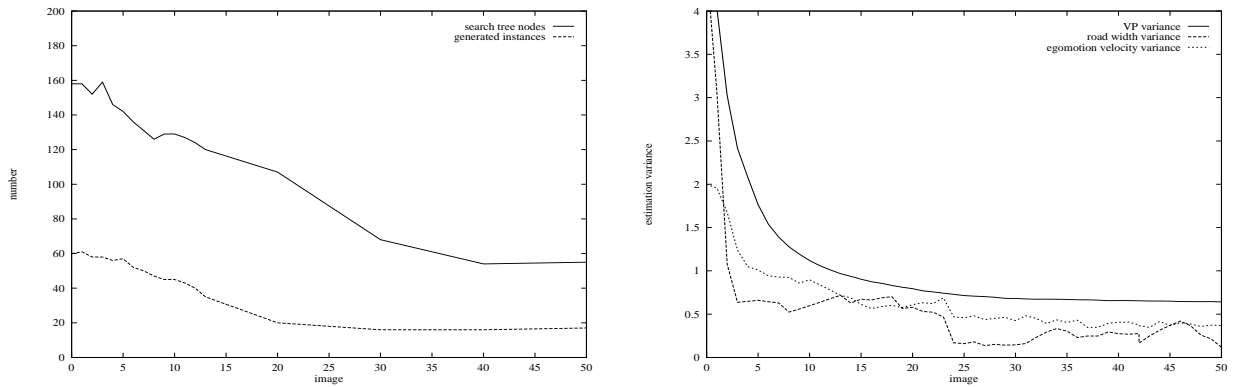 200
180
160
140
120
100
80
60
40
20
0
number
search tree nodes
generated instances
0 5 10 15 20 25 30 35 40 45 50
image
4
3.5
3
2.5
2
1.5
1
0.5
0
estimation variance
VP variance
road width variance
egomotion velocity variance
0 5 10 15 20 25 30 35 40 45 50
image